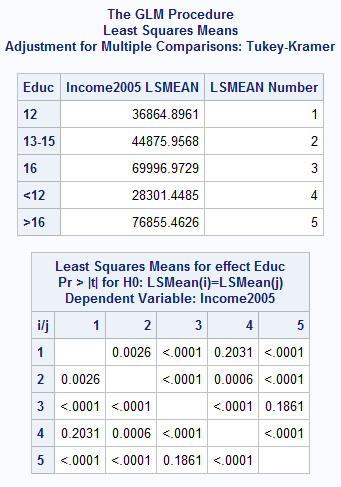 The GLM Procedure
Least Squares Means
Adjustment for Multiple Comparisons: Tukey-Kramer
Educ Income2005 LSMEAN LSMEAN Number
12 36864.8961 1
13-15 44875.9568 2
16 69996.9729 3
<12 28301.4485 4
>16 76855.4626 5
Least Squares Means for effect Educ
Pr > |t| for H0: LSMean(i)=LSMean(j)
Dependent Variable: Income2005
i/j 1 2 3 4 5
1 0.0026 <.0001 0.2031 <.0001
2 0.0026 <.0001 0.0006 <.0001
3 <.0001 <.0001 <.0001 0.1861
4 0.2031 0.0006 <.0001 <.0001
5 <.0001 <.0001 0.1861 <.0001